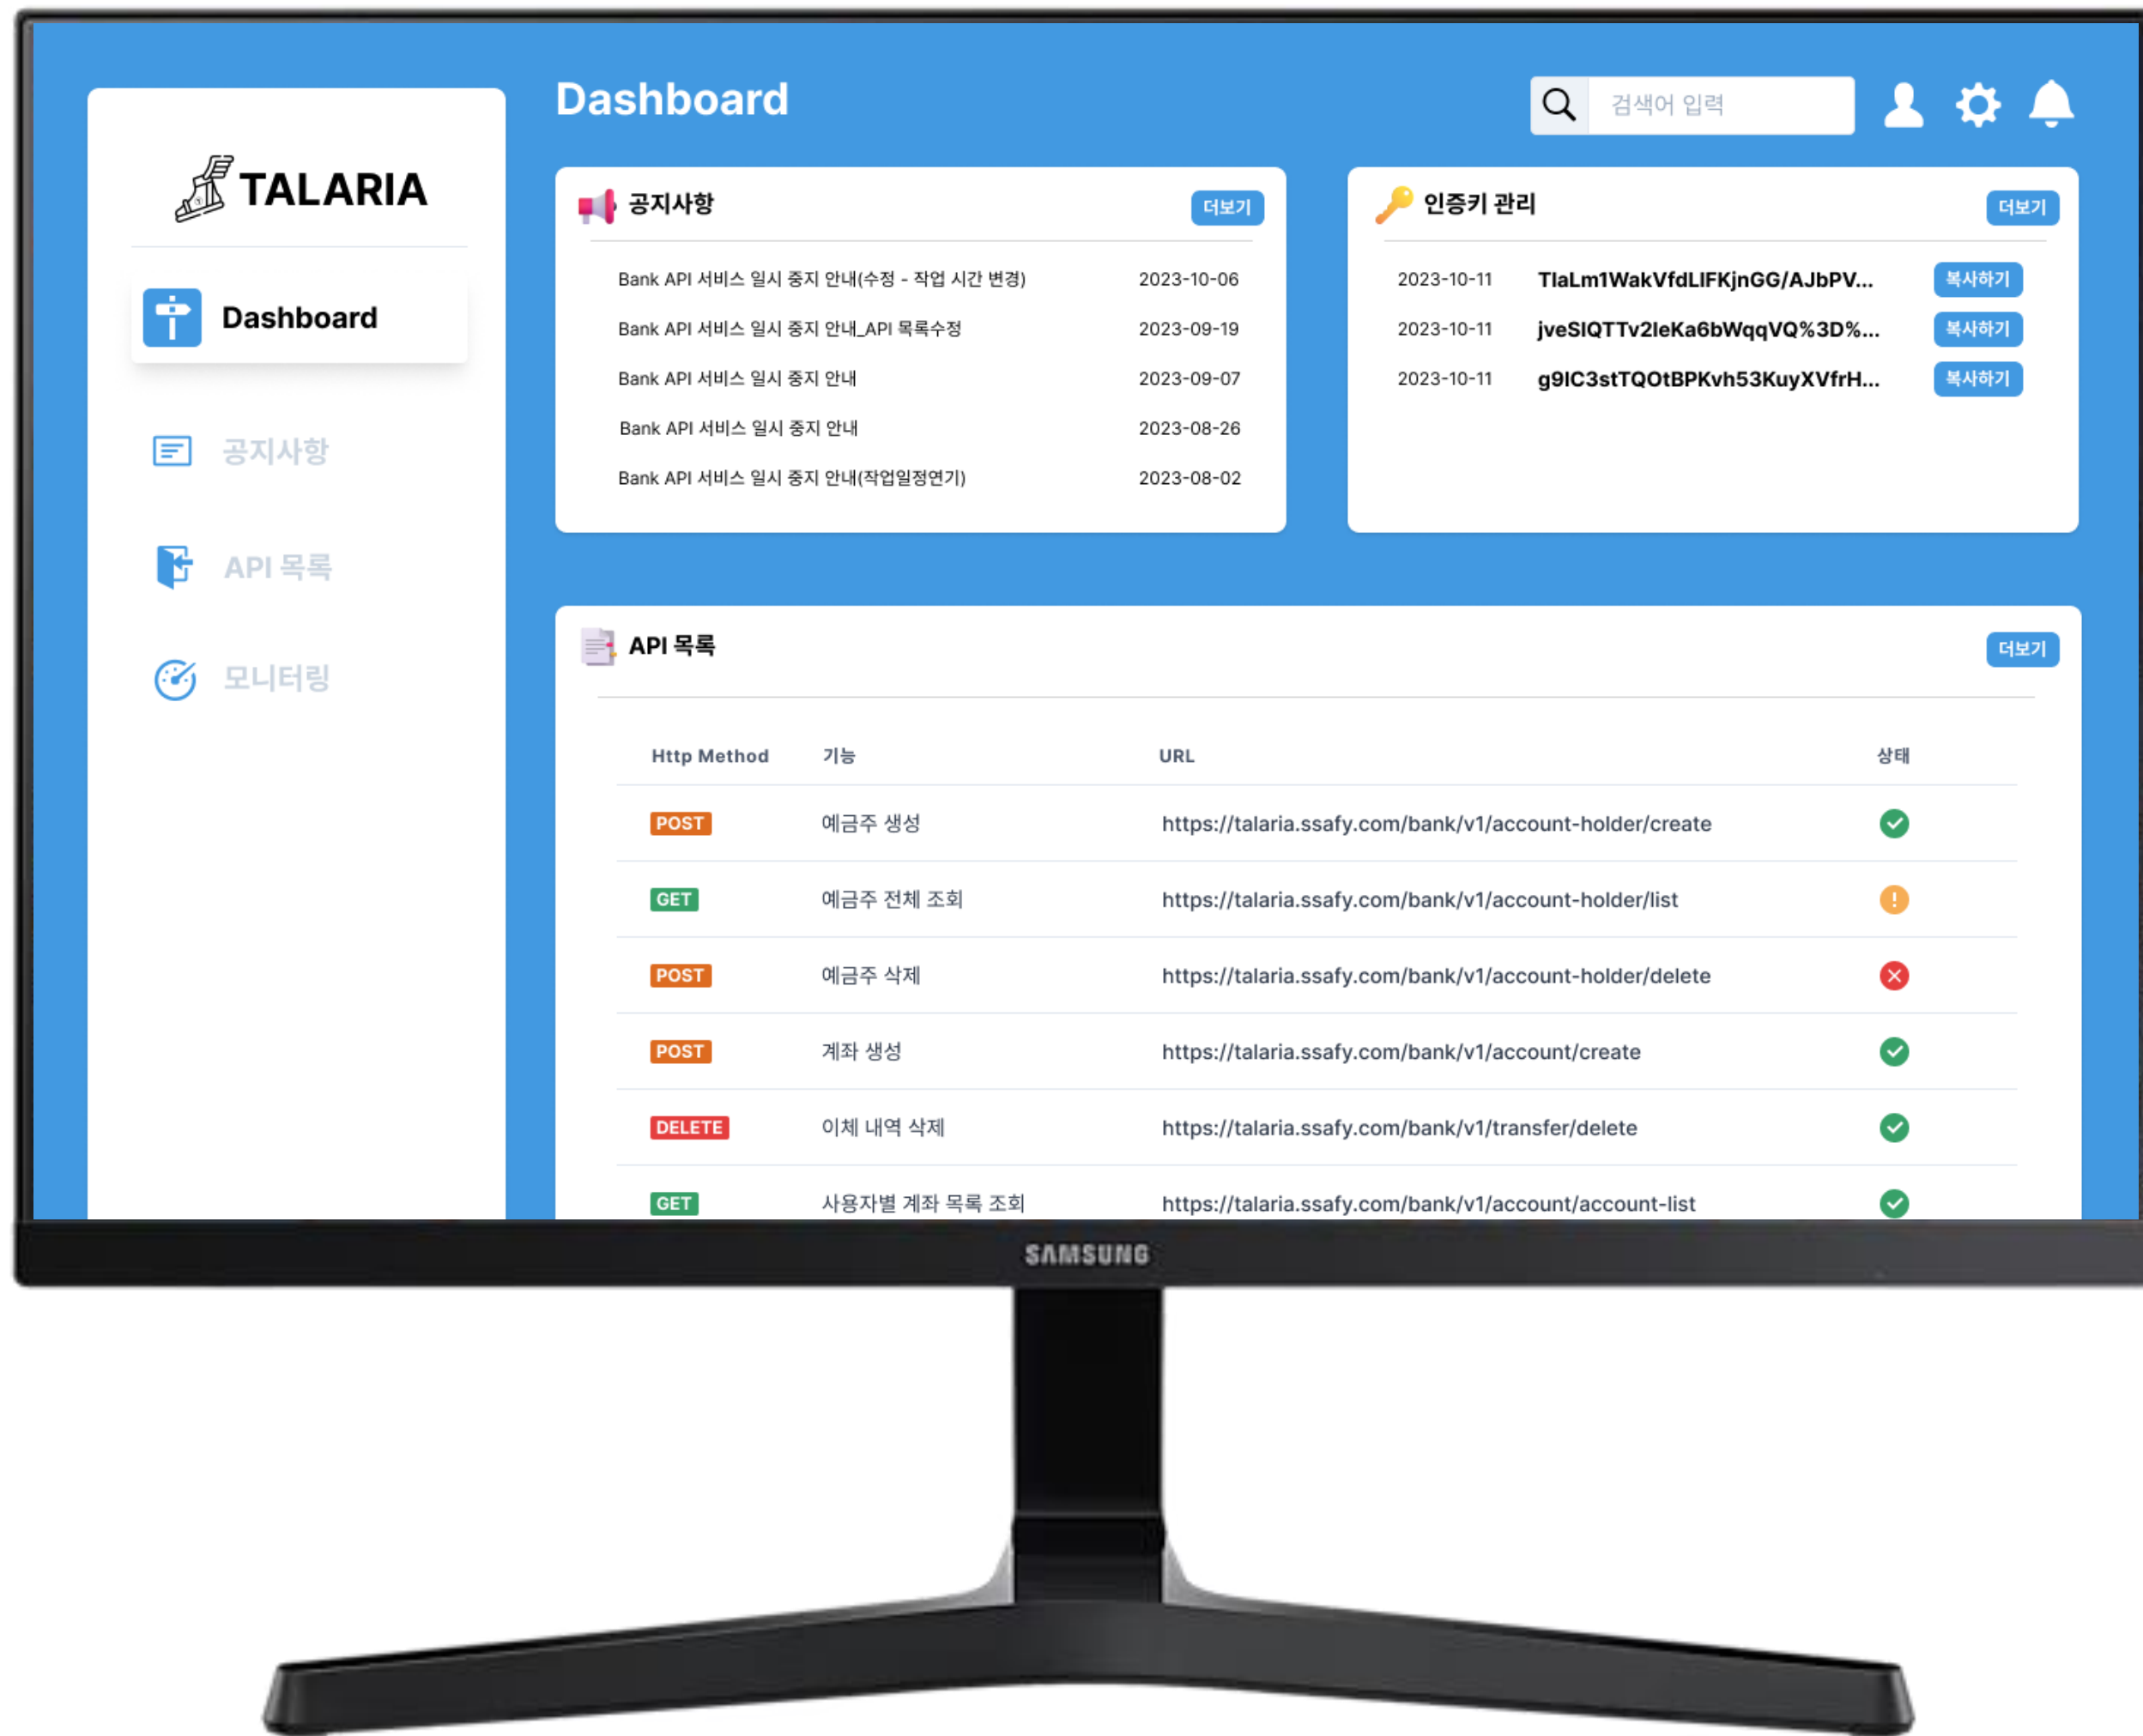 Dashboard
검색어 입력
TALARIA
Dashboard
공지사항
API 목록
모니터링
공지사항
더보기
Bank API 서비스 일시 중지 안내(수정 - 작업 시간 변경) 2023-10-06
Bank API 서비스 일시 중지 안내_API 목록수정 2023-09-19
Bank API 서비스 일시 중지 안내 2023-09-07
Bank API 서비스 일시 중지 안내 2023-08-26
Bank API 서비스 일시 중지 안내(작업일정연기) 2023-08-02
인증키 관리
더보기
2023-10-11 TlaLm1WakVfdLIFKjnGG/AJbPV... 복사하기
2023-10-11 jveSIQTTv2IeKa6bWqqVQ%3D%... 복사하기
2023-10-11 g9IC3stTQOtBPKvh53KuyXVfrH... 복사하기
API 목록
더보기
Http Method 기능 URL 상태
POST 예금주 생성 https://talaria.ssafy.com/bank/v1/account-holder/create
GET 예금주 전체 조회 https://talaria.ssafy.com/bank/v1/account-holder/list
POST 예금주 삭제 https://talaria.ssafy.com/bank/v1/account-holder/delete
POST 계좌 생성 https://talaria.ssafy.com/bank/v1/account/create
DELETE 이체 내역 삭제 https://talaria.ssafy.com/bank/v1/transfer/delete
GET 사용자별 계좌 목록 조회 https://talaria.ssafy.com/bank/v1/account/account-list
SAMSUNG